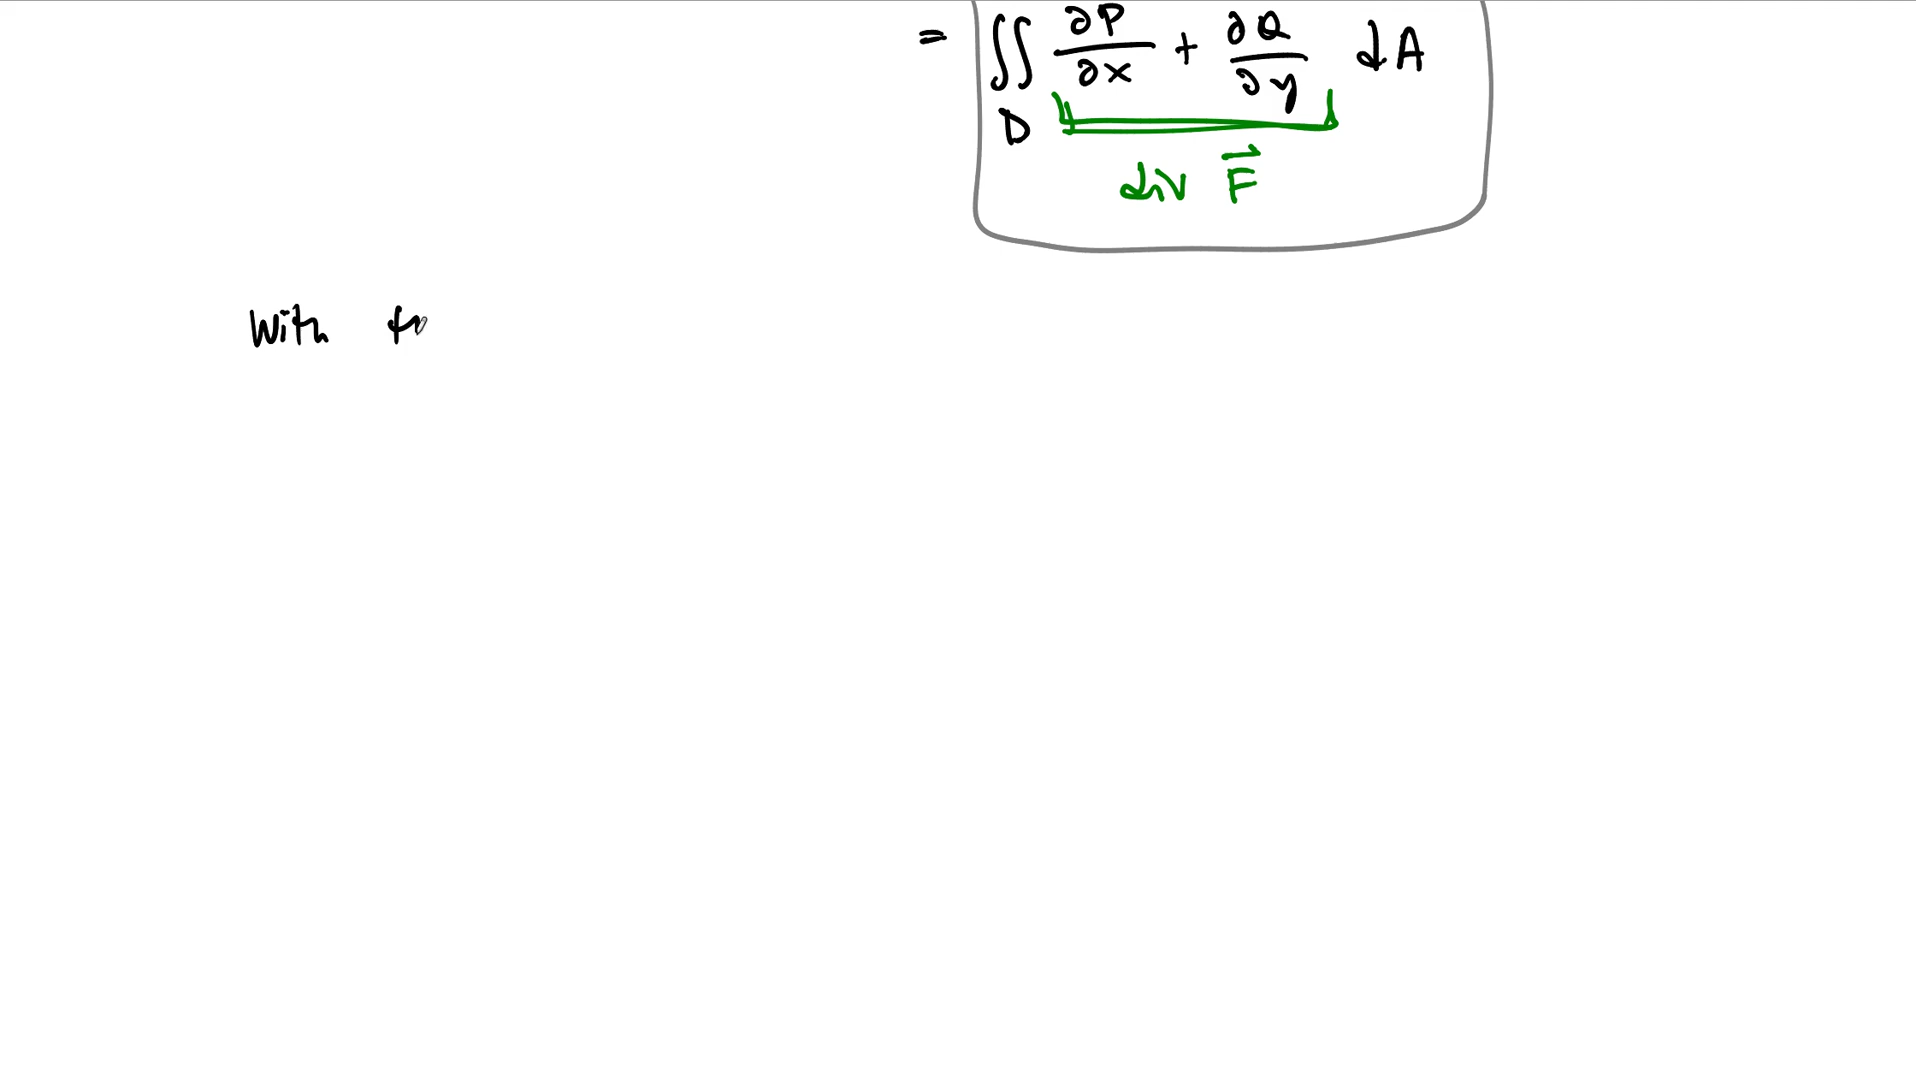 = ∬ ∂P/∂x + ∂Q/∂y dA
D
div F⃗
With